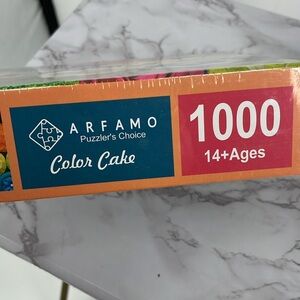 ARFAMO
Puzzler's Choice
Color Cake
1000
14+Ages